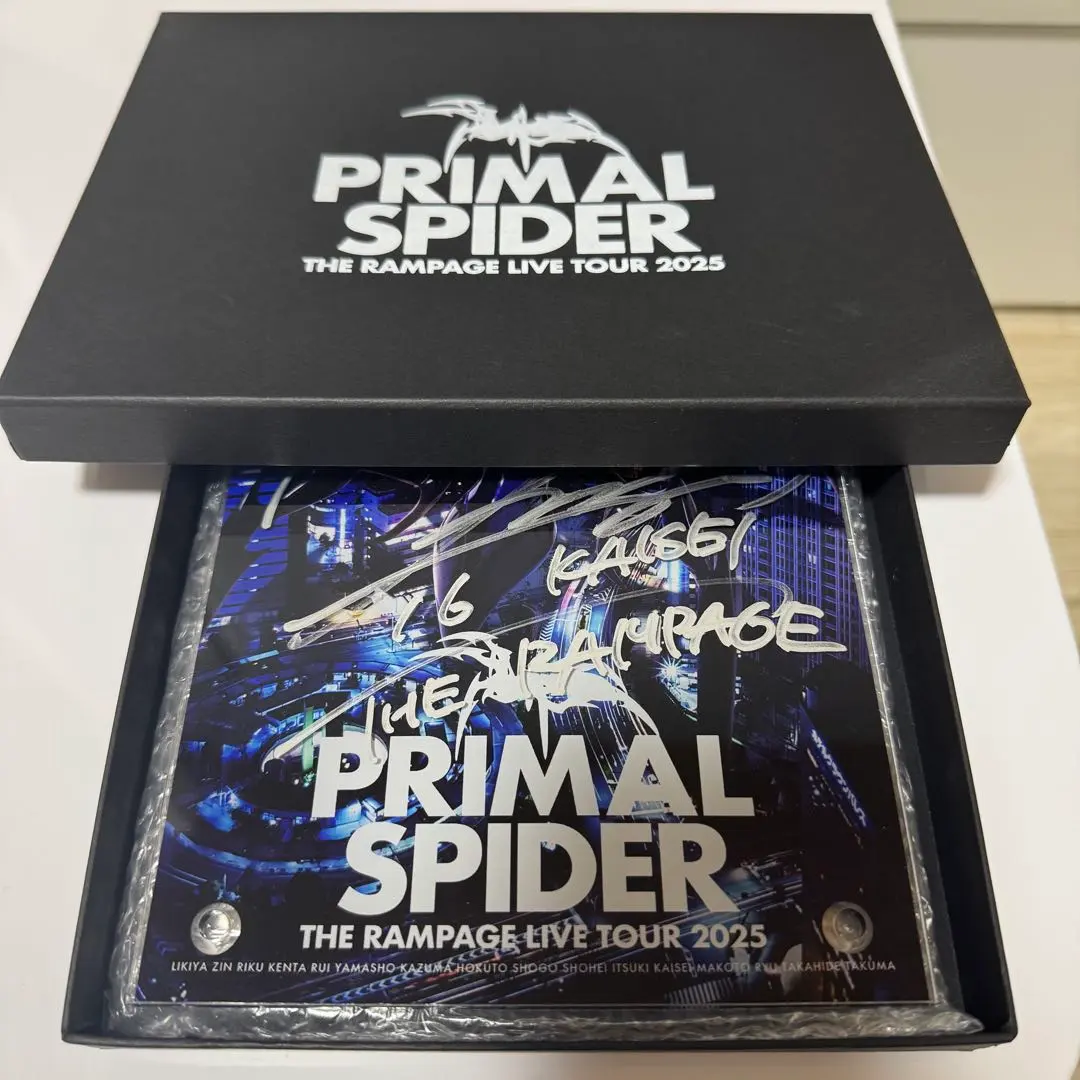 PRIMAL
SPIDER
THE RAMPAGE LIVE TOUR 2025
KAISEI
THE RAMPAGE
PRIMAL
SPIDER
THE RAMPAGE LIVE TOUR 2025
LIKIYA ZIN RIKU KENTA RUI YAMASHO KAZUMA HOKUTO SHOGO SHOHEI ITSUKI KAISEI MAKOTO RYU TAKAHIDE TAKUMA